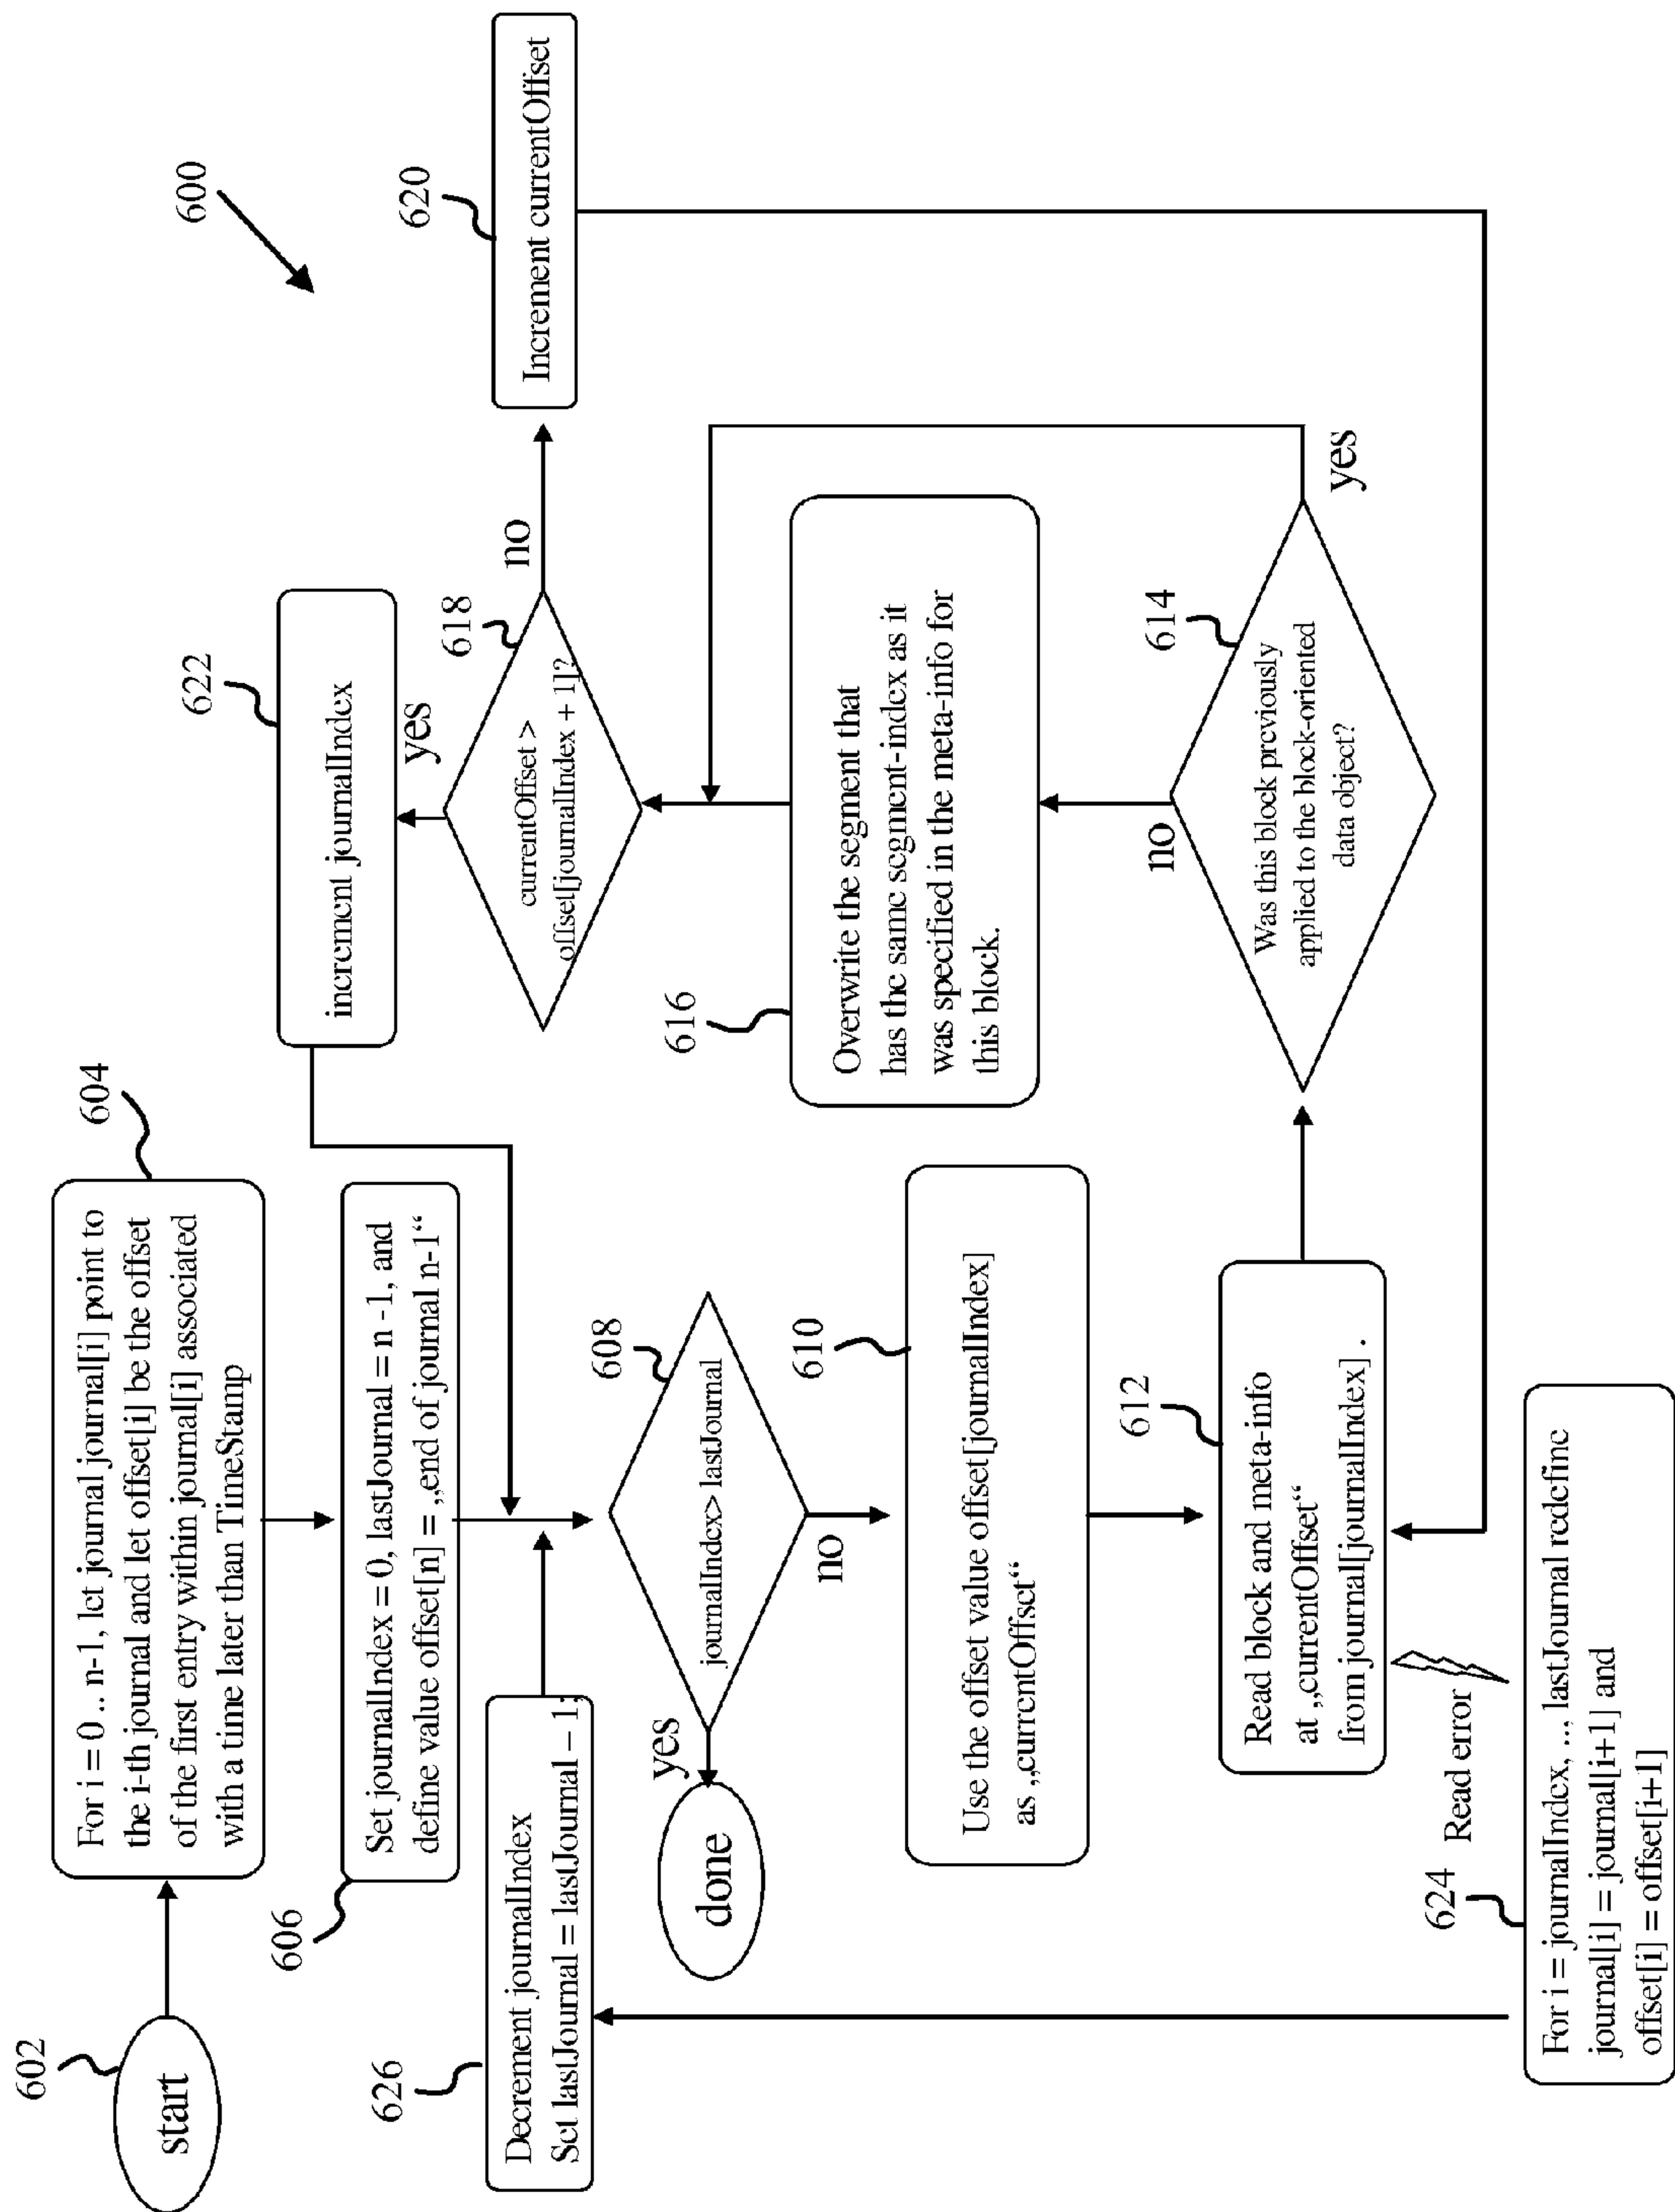 600
602
start
604
For i = 0 .. n-1, let journal journal[i] point to
the i-th journal and let offset[i] be the offset
of the first entry within journal[i] associated
with a time later than TimeStamp
606
Set journalIndex = 0, lastJournal = n -1, and
define value offset[n] = „end of journal n-1“
626
Decrement journalIndex
Set lastJournal = lastJournal – 1;
608
journalIndex> lastJournal
yes
done
no
610
Use the offset value offset[journalIndex]
as „currentOffset“
612
Read block and meta-info
at „currentOffset“
from journal[journalIndex] .
Read error
624
For i = journalIndex, ..., lastJournal redefine
journal[i] = journal[i+1] and
offset[i] = offset[i+1]
614
Was this block previously
applied to the block-oriented
data object?
yes
no
616
Overwrite the segment that
has the same segment-index as it
was specified in the meta-info for
this block.
618
currentOffset >
offset[journalIndex + 1]?
yes
no
622
increment journalIndex
620
Increment currentOffset